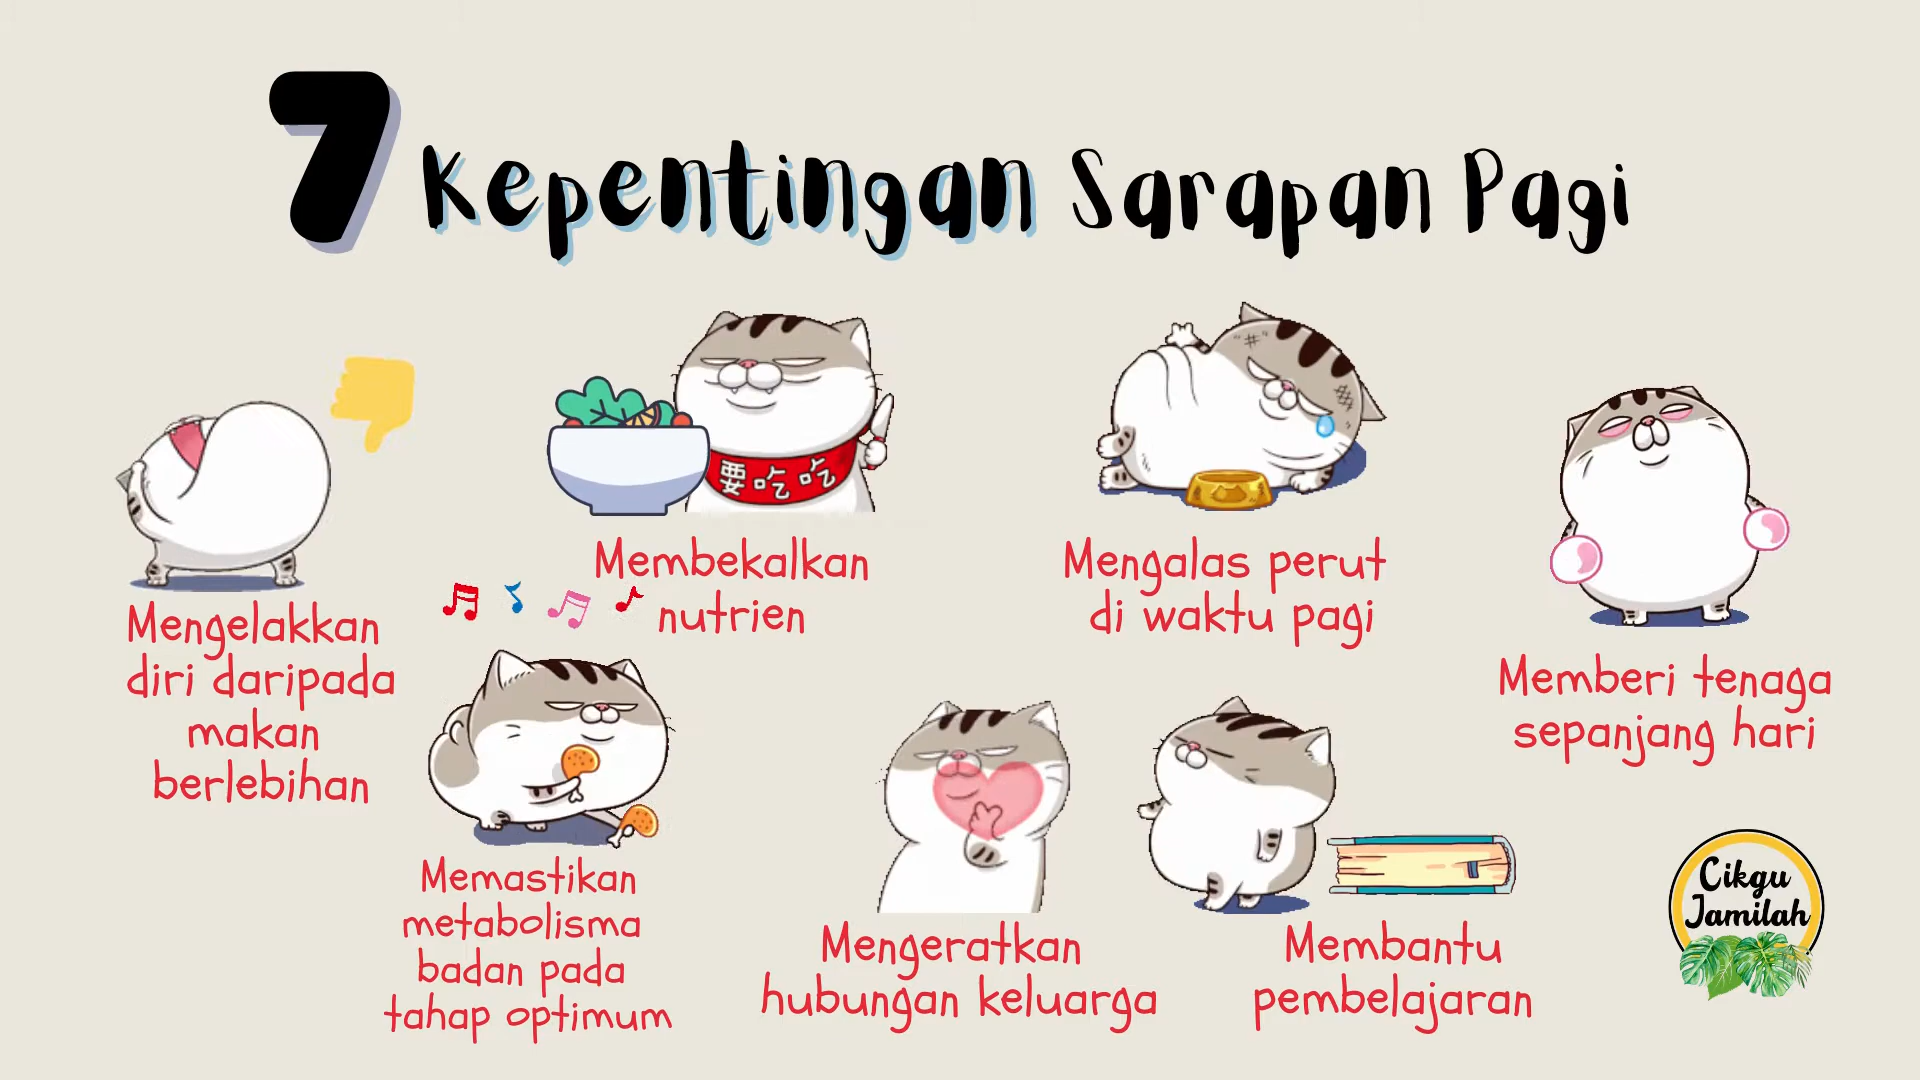 7 Kepentingan Sarapan Pagi
要吃吃
Mengelakkan
diri daripada
makan
berlebihan
Membekalkan
nutrien
Mengalas perut
di waktu pagi
Memberi tenaga
sepanjang hari
Memastikan
metabolisma
badan pada
tahap optimum
Mengeratkan
hubungan keluarga
Membantu
pembelajaran
Cikgu
Jamilah